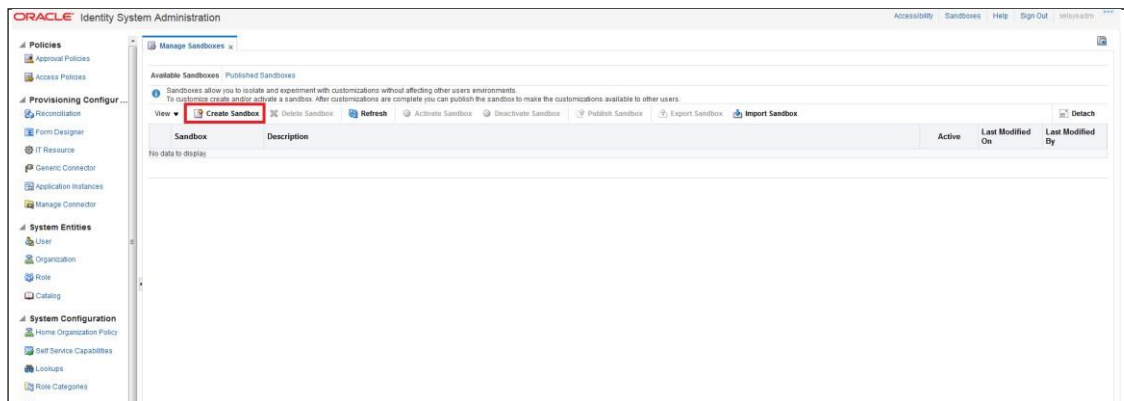 ORACLE® Identity System Administration
Accessibility Sandboxes Help Sign Out xelsysadm
Policies
Approval Policies
Access Policies
Provisioning Configur...
Reconciliation
Form Designer
IT Resource
Generic Connector
Application Instances
Manage Connector
System Entities
User
Organization
Role
Catalog
System Configuration
Home Organization Policy
Self Service Capabilities
Lookups
Role Categories
Manage Sandboxes
Available Sandboxes Published Sandboxes
Sandboxes allow you to isolate and experiment with customizations without affecting other users environments.
To customize create and/or activate a sandbox. After customizations are complete you can publish the sandbox to make the customizations available to other users.
View Create Sandbox Delete Sandbox Refresh Activate Sandbox Deactivate Sandbox Publish Sandbox Export Sandbox Import Sandbox Detach
Sandbox Description Active Last Modified On Last Modified By
No data to display.